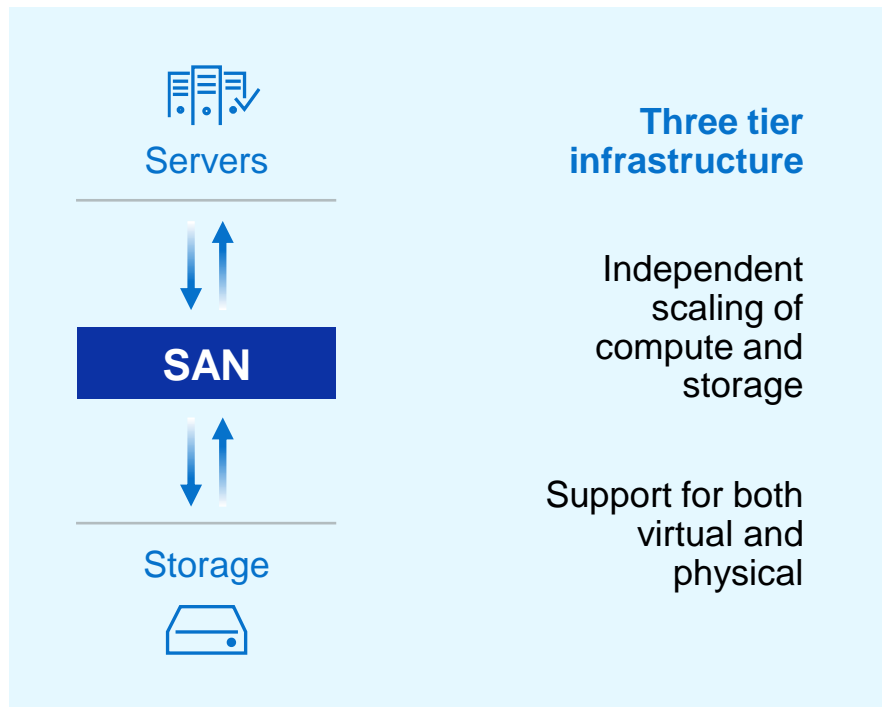 Servers
SAN
Storage
Three tier
infrastructure
Independent
scaling of
compute and
storage
Support for both
virtual and
physical